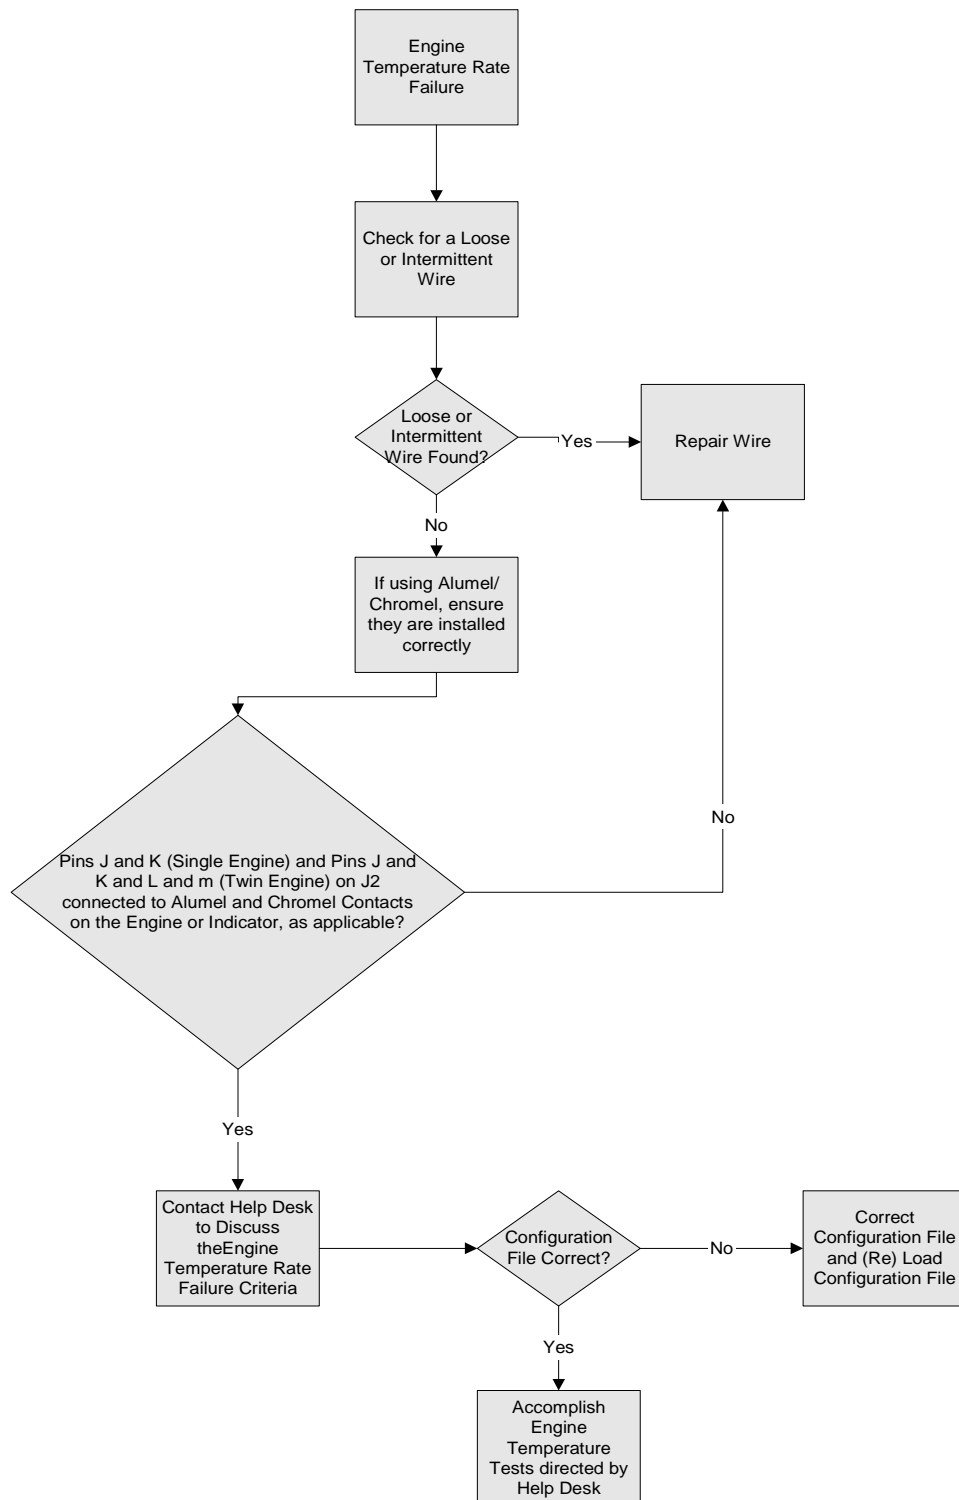 Engine
Temperature Rate
Failure
Check for a Loose
or Intermittent
Wire
Loose or
Intermittent
Wire Found?
Yes
Repair Wire
No
If using Alumel/
Chromel, ensure
they are installed
correctly
Pins J and K (Single Engine) and Pins J and
K and L and m (Twin Engine) on J2
connected to Alumel and Chromel Contacts
on the Engine or Indicator, as applicable?
No
Yes
Contact Help Desk
to Discuss
theEngine
Temperature Rate
Failure Criteria
Configuration
File Correct?
No
Correct
Configuration File
and (Re) Load
Configuration File
Yes
Accomplish
Engine
Temperature
Tests directed by
Help Desk